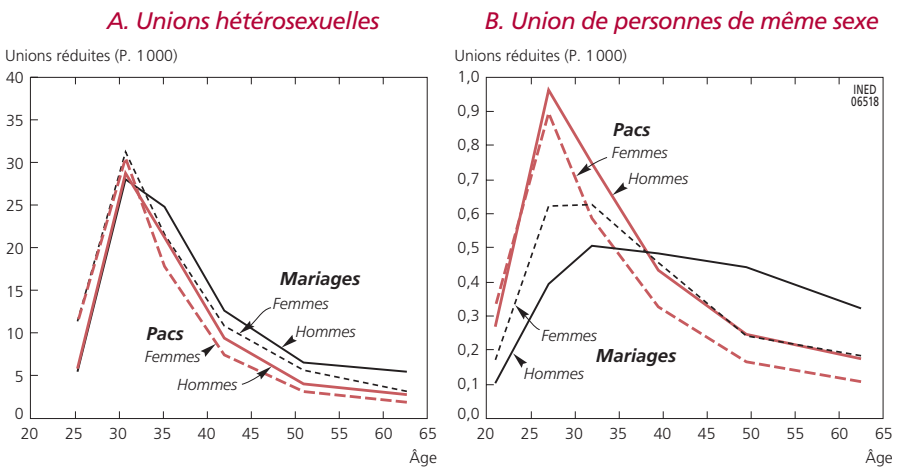 A. Unions hétérosexuelles
Unions réduites (P. 1000)
40
35
30
25
20
15
10
5
0
20 25 30 35 40 45 50 55 60 65
Âge
Mariages
Femmes
Hommes
Pacs
Femmes
Hommes
B. Union de personnes de même sexe
Unions réduites (P. 1000)
1,0
0,9
0,8
0,7
0,6
0,5
0,4
0,3
0,2
0,1
0,0
20 25 30 35 40 45 50 55 60 65
Âge
INED
06518
Pacs
Femmes
Hommes
Femmes
Mariages
Hommes